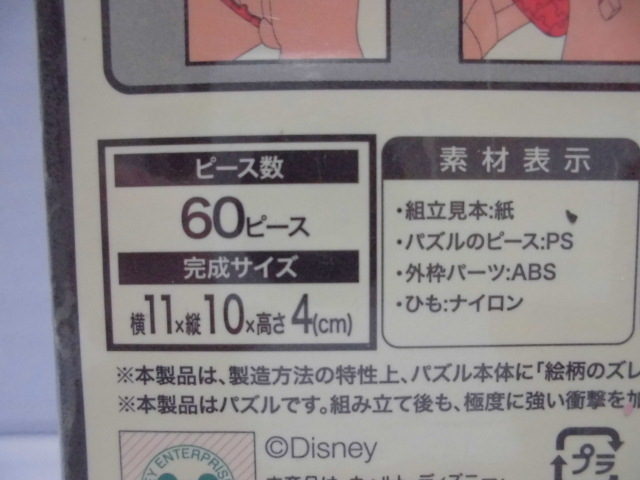 ピース数
60ピース
完成サイズ
横11×縦10×高さ4(cm)
素材表示
・組立見本:紙
・パズルのピース:PS
・外枠パーツ:ABS
・ひも:ナイロン
※本製品は、製造方法の特性上、パズル本体に「絵柄のズレ
※本製品はパズルです。組み立て後も、極度に強い衝撃を加
©Disney
Y ENTERPRISE
プラ